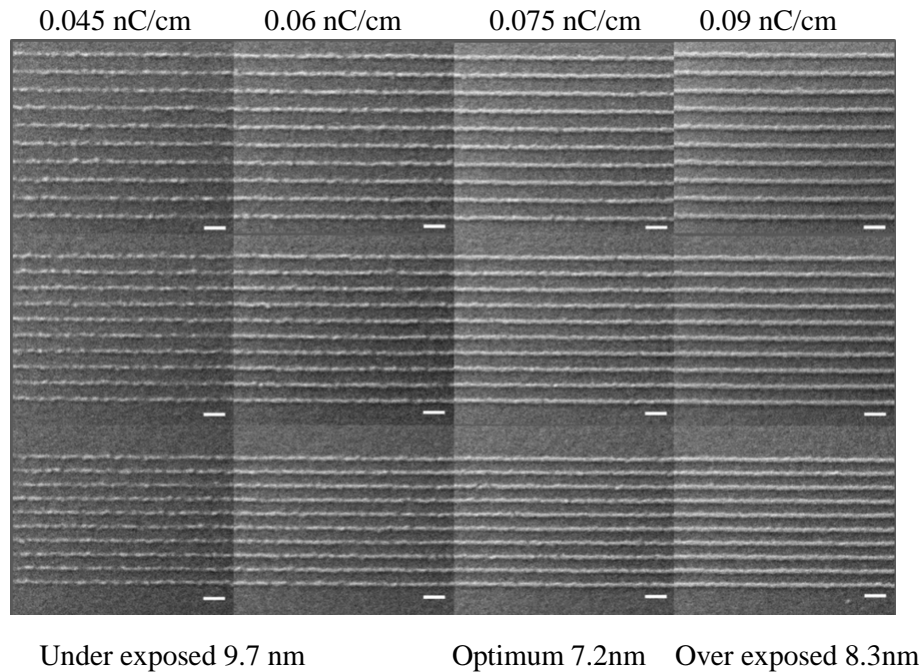 0.045 nC/cm 0.06 nC/cm 0.075 nC/cm 0.09 nC/cm
Under exposed 9.7 nm Optimum 7.2nm Over exposed 8.3nm